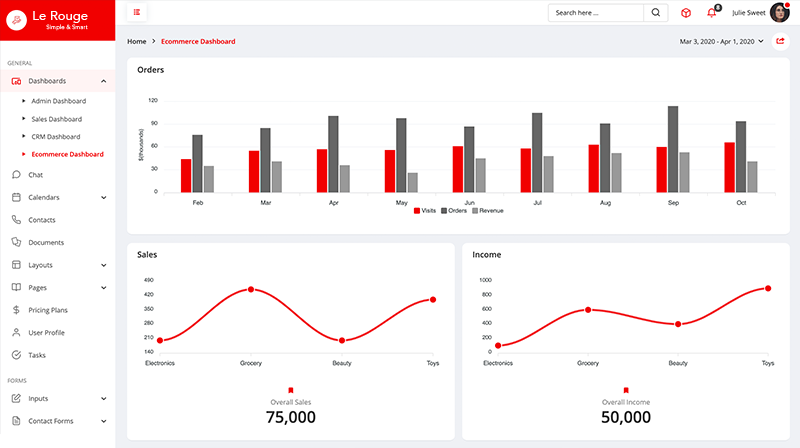 Le Rouge
Simple & Smart
Search here ...
8
Julie Sweet
Home > Ecommerce Dashboard
Mar 3, 2020 - Apr 1, 2020
GENERAL
Dashboards
Admin Dashboard
Sales Dashboard
CRM Dashboard
Ecommerce Dashboard
Chat
Calendars
Contacts
Documents
Layouts
Pages
Pricing Plans
User Profile
Tasks
FORMS
Inputs
Contact Forms
Orders
$(thousands)
120
90
60
30
0
Feb Mar Apr May Jun Jul Aug Sep Oct
Visits Orders Revenue
Sales
490
420
350
280
210
140
Electronics Grocery Beauty Toys
Overall Sales
75,000
Income
1000
800
600
400
200
0
Electronics Grocery Beauty Toys
Overall Income
50,000